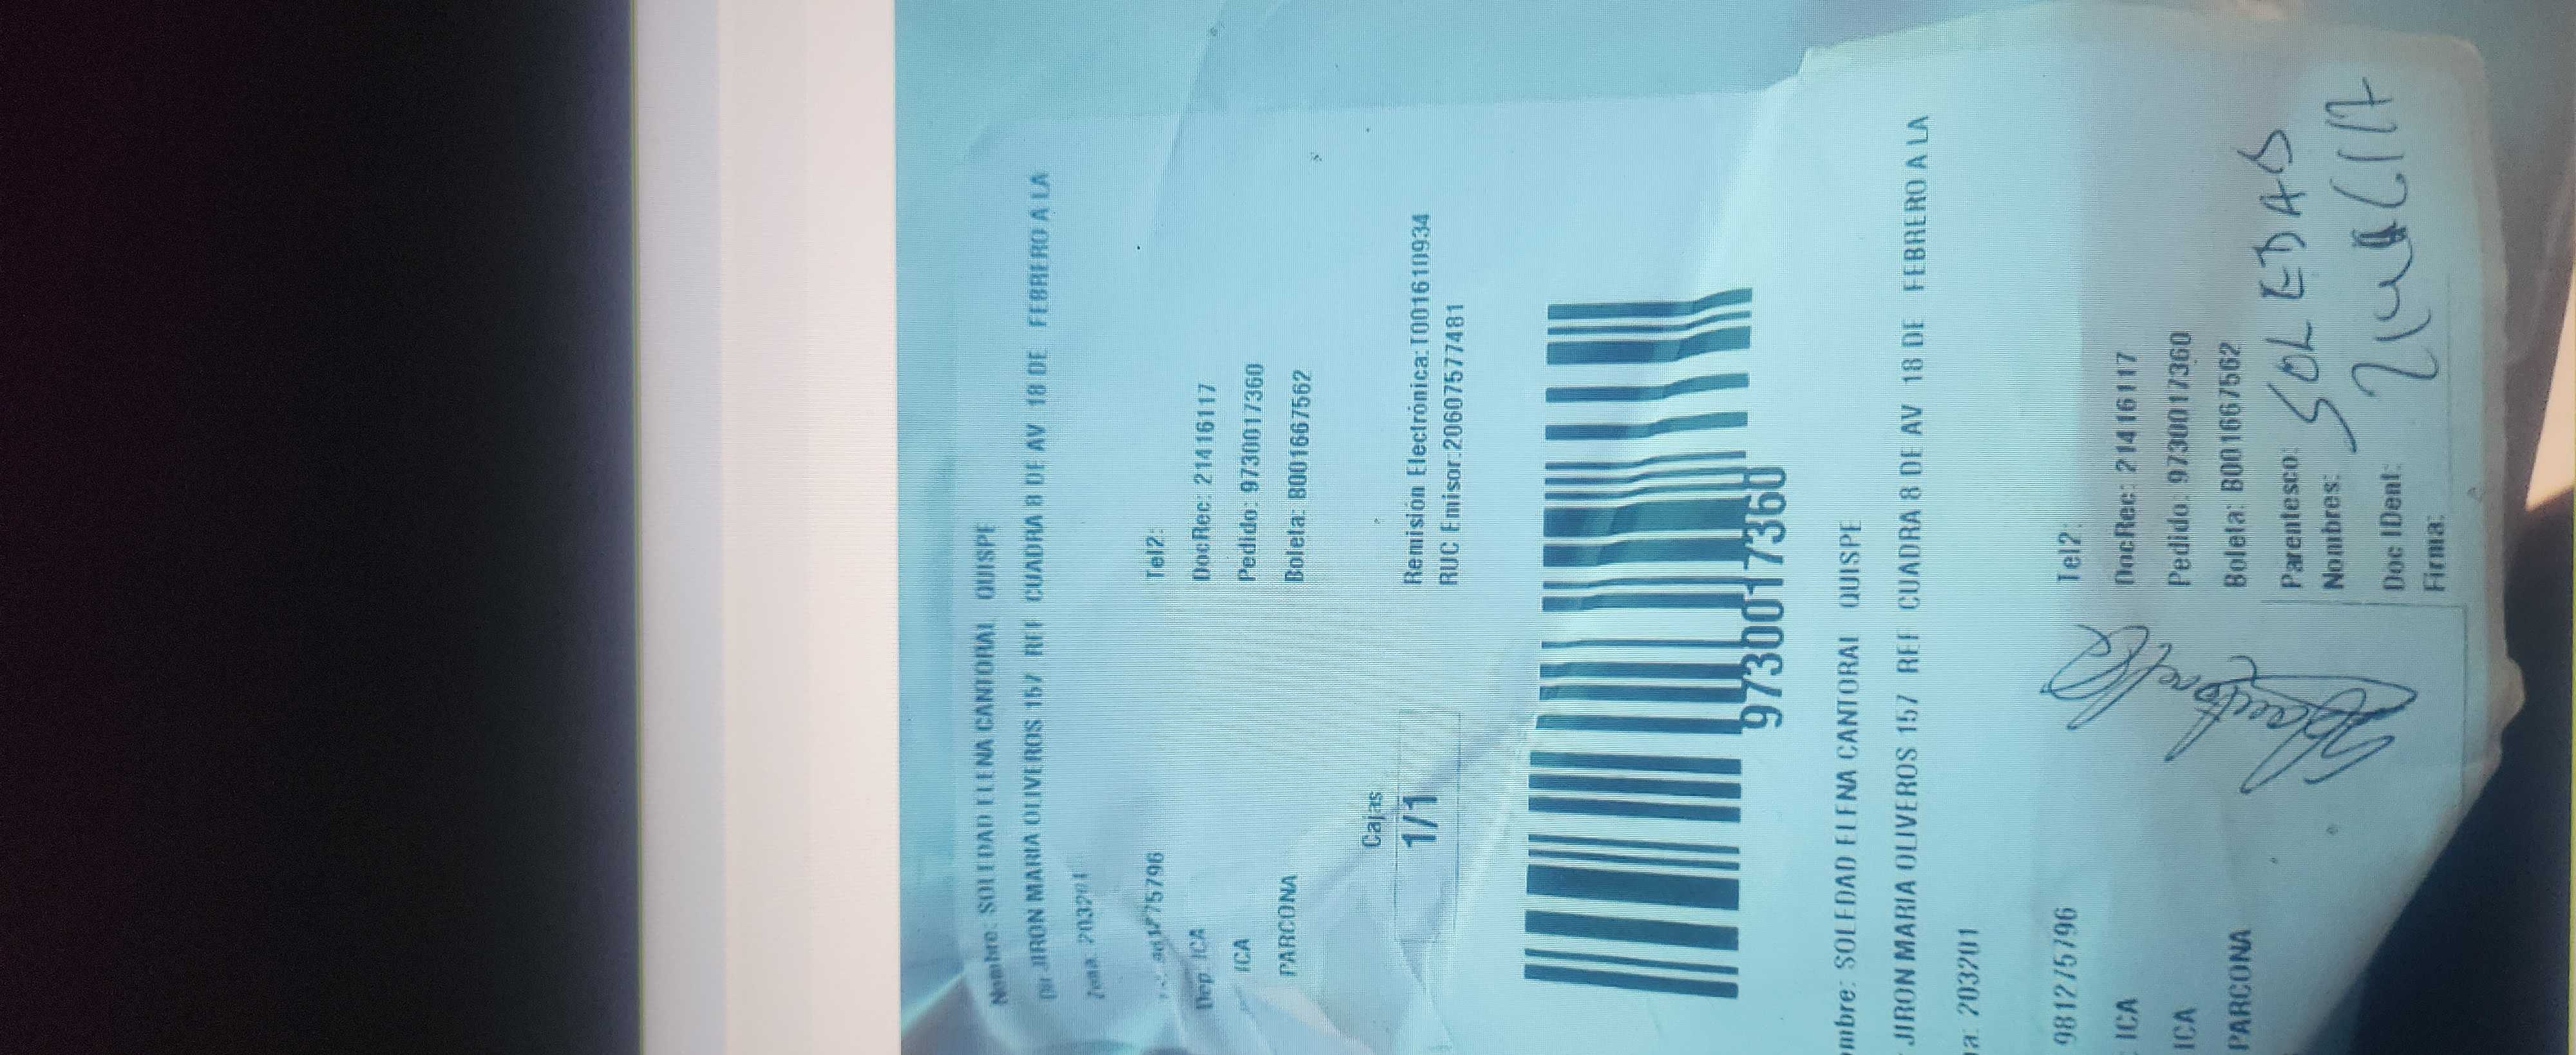 Nombre: SOLEDAD ELENA CANTORAL QUISPE
Dir JIRON MARIA OLIVEROS 157 REF CUADRA 8 DE AV 18 DE FEBRERO A LA
Zona: 203201
Tel2:
Dep ICA DocRec: 21416117
ICA Pedido: 9730017360
PARCONA Boleta: B001667562
Cajas
1/1
Remisión Electrónica:T001610934
RUC Emisor:20607577481
9730017360
ombre: SOLEDAD ELENA CANTORAL QUISPE
JIRON MARIA OLIVEROS 157 REF CUADRA 8 DE AV 18 DE FEBRERO A LA
na: 203201
981275796 Tel2:
: ICA DocRec: 21416117
ICA Pedido: 9730017360
PARCONA Boleta: B001667562
Parentesco:
Nombres: SOLEDAD
Doc IDent:
Firma: